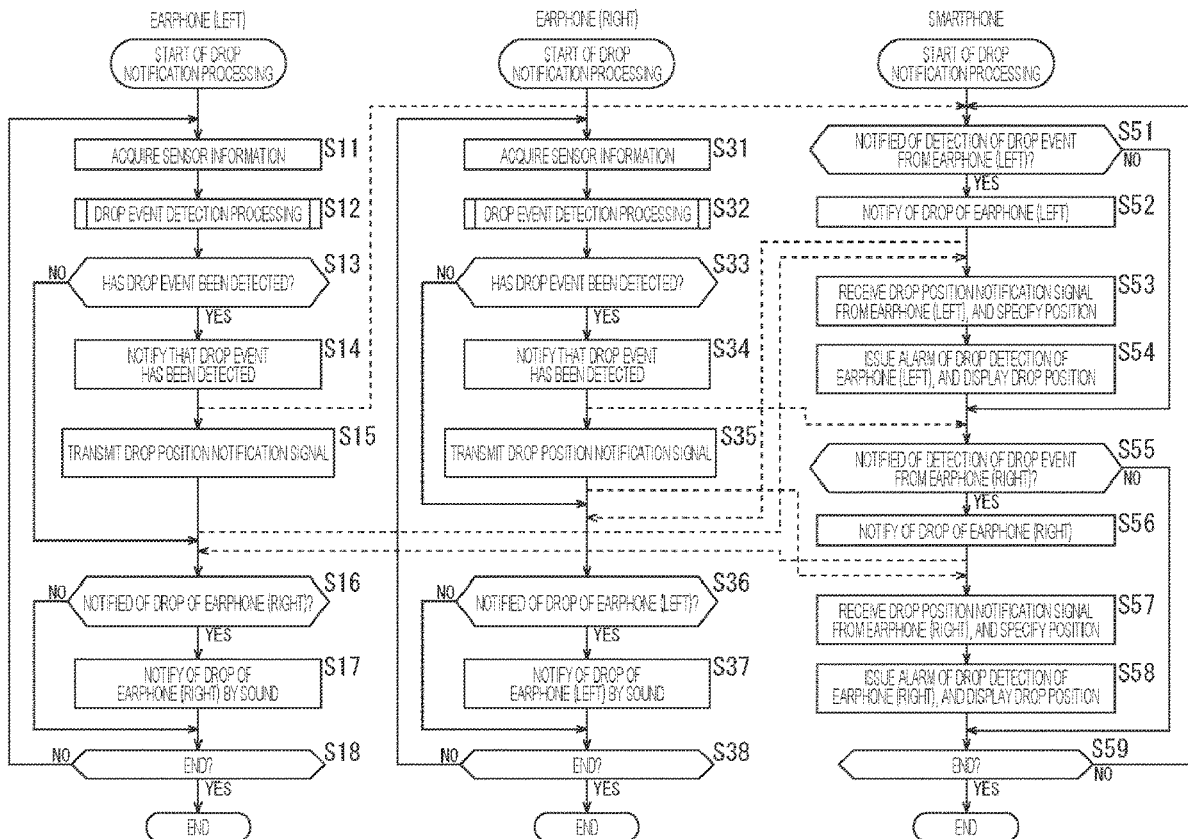 EARPHONE (LEFT)
START OF DROP
NOTIFICATION PROCESSING
ACQUIRE SENSOR INFORMATION
S11
DROP EVENT DETECTION PROCESSING
S12
HAS DROP EVENT BEEN DETECTED?
S13
NO
YES
NOTIFY THAT DROP EVENT
HAS BEEN DETECTED
S14
TRANSMIT DROP POSITION NOTIFICATION SIGNAL
S15
NOTIFIED OF DROP OF EARPHONE (RIGHT)?
S16
NO
YES
NOTIFY OF DROP OF
EARPHONE (RIGHT) BY SOUND
S17
END?
S18
NO
YES
END
EARPHONE (RIGHT)
START OF DROP
NOTIFICATION PROCESSING
ACQUIRE SENSOR INFORMATION
S31
DROP EVENT DETECTION PROCESSING
S32
HAS DROP EVENT BEEN DETECTED?
S33
NO
YES
NOTIFY THAT DROP EVENT
HAS BEEN DETECTED
S34
TRANSMIT DROP POSITION NOTIFICATION SIGNAL
S35
NOTIFIED OF DROP OF EARPHONE (LEFT)?
S36
NO
YES
NOTIFY OF DROP OF
EARPHONE (LEFT) BY SOUND
S37
END?
S38
NO
YES
END
SMARTPHONE
START OF DROP
NOTIFICATION PROCESSING
NOTIFIED OF DETECTION OF DROP EVENT
FROM EARPHONE (LEFT)?
S51
NO
YES
NOTIFY OF DROP OF EARPHONE (LEFT)
S52
RECEIVE DROP POSITION NOTIFICATION SIGNAL
FROM EARPHONE (LEFT), AND SPECIFY POSITION
S53
ISSUE ALARM OF DROP DETECTION OF
EARPHONE (LEFT), AND DISPLAY DROP POSITION
S54
NOTIFIED OF DETECTION OF DROP EVENT
FROM EARPHONE (RIGHT)?
S55
NO
YES
NOTIFY OF DROP OF EARPHONE (RIGHT)
S56
RECEIVE DROP POSITION NOTIFICATION SIGNAL
FROM EARPHONE (RIGHT), AND SPECIFY POSITION
S57
ISSUE ALARM OF DROP DETECTION OF
EARPHONE (RIGHT), AND DISPLAY DROP POSITION
S58
END?
S59
NO
YES
END